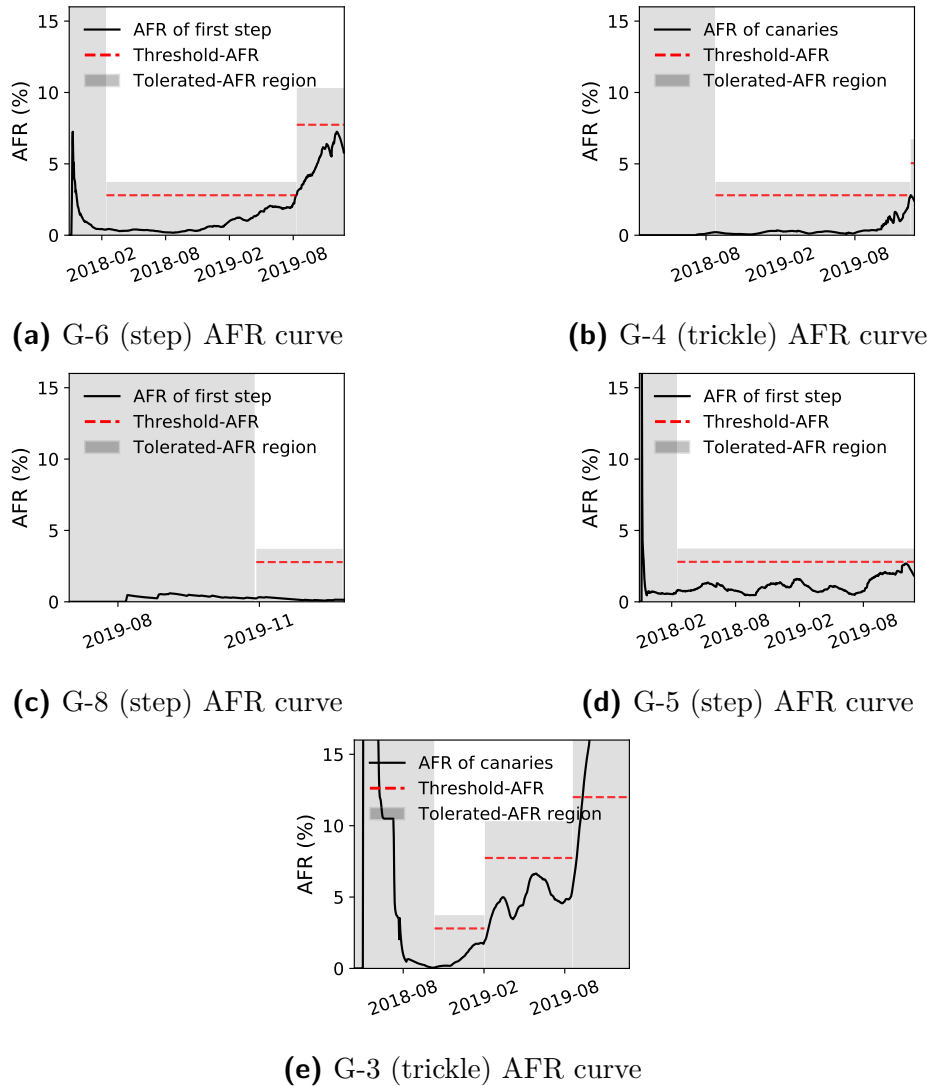 15
10
5
0
AFR (%)
AFR of first step
Threshold-AFR
Tolerated-AFR region
2018-02
2018-08
2019-02
2019-08
(a) G-6 (step) AFR curve
15
10
5
0
AFR (%)
AFR of canaries
Threshold-AFR
Tolerated-AFR region
2018-08
2019-02
2019-08
(b) G-4 (trickle) AFR curve
15
10
5
0
AFR (%)
AFR of first step
Threshold-AFR
Tolerated-AFR region
2019-08
2019-11
(c) G-8 (step) AFR curve
15
10
5
0
AFR (%)
AFR of first step
Threshold-AFR
Tolerated-AFR region
2018-02
2018-08
2019-02
2019-08
(d) G-5 (step) AFR curve
15
10
5
0
AFR (%)
AFR of canaries
Threshold-AFR
Tolerated-AFR region
2018-08
2019-02
2019-08
(e) G-3 (trickle) AFR curve